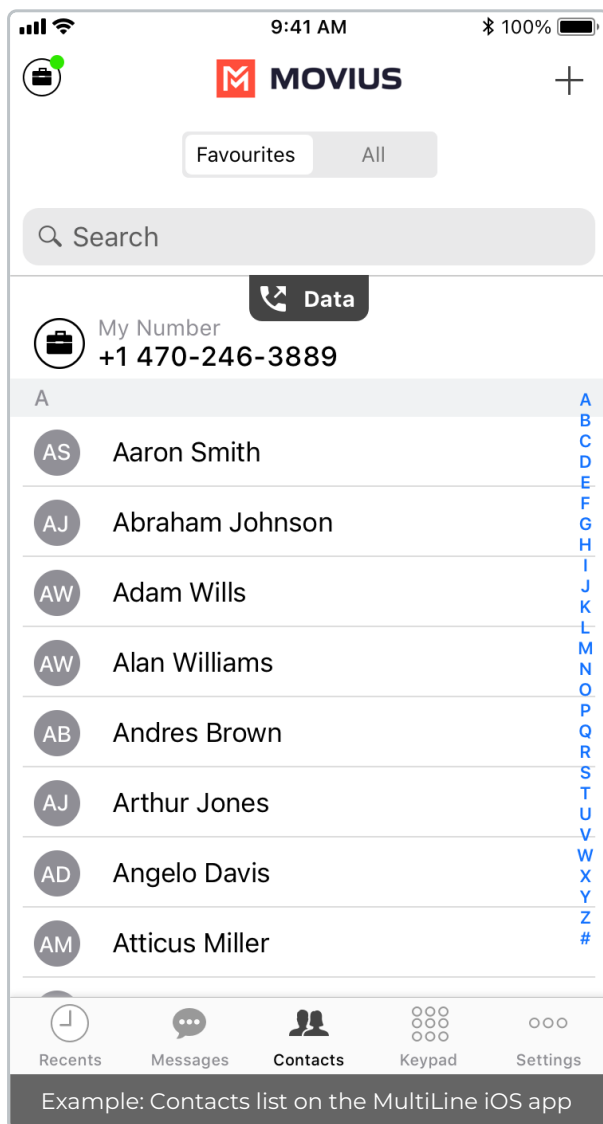 9:41 AM
100%
MOVIUS
Favourites All
Search
Data
My Number
+1 470-246-3889
A
A
B
C
D
E
F
G
H
I
J
K
L
M
N
O
P
Q
R
S
T
U
V
W
X
Y
Z
#
AS Aaron Smith
AJ Abraham Johnson
AW Adam Wills
AW Alan Williams
AB Andres Brown
AJ Arthur Jones
AD Angelo Davis
AM Atticus Miller
Recents Messages Contacts Keypad Settings
Example: Contacts list on the MultiLine iOS app